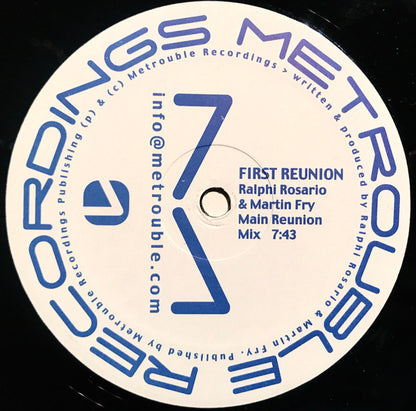 METROUBLE RECORDINGS
Published by Metrouble Recordings Publishing (p) & (c) Metrouble Recordings > written & produced by Ralphi Rosario & Martin Fry.
info@metrouble.com
FIRST REUNION
Ralphi Rosario
& Martin Fry
Main Reunion
Mix 7:43